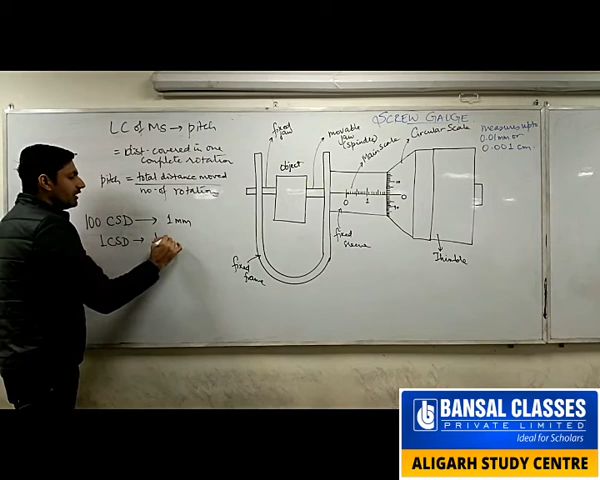 LC of MS → pitch
= dist. covered in one
complete rotation
pitch = total distance moved
no. of rotating
100 CSD → 1 mm
1 CSD →
SCREW GAUGE
fixed
jaw
movable
jaw
(spindle)
Main scale
Circular Scale
measures upto
0.01 mm or
0.001 cm.
object
0
1
0
fixed
sleeve
fixed
frame
Thimble
BANSAL CLASSES
PRIVATE LIMITED
Ideal for Scholars
ALIGARH STUDY CENTRE